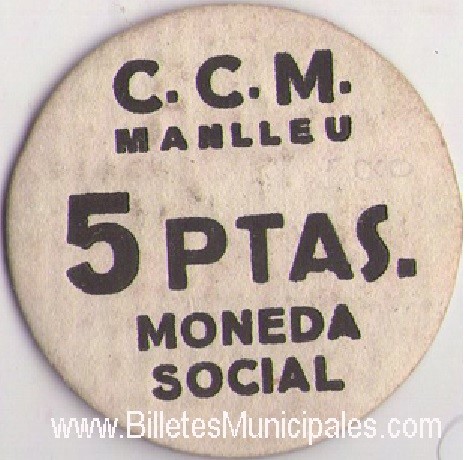 C. C. M.
MANLLEU
5 PTAS.
MONEDA
SOCIAL
www.BilletesMunicipales.com